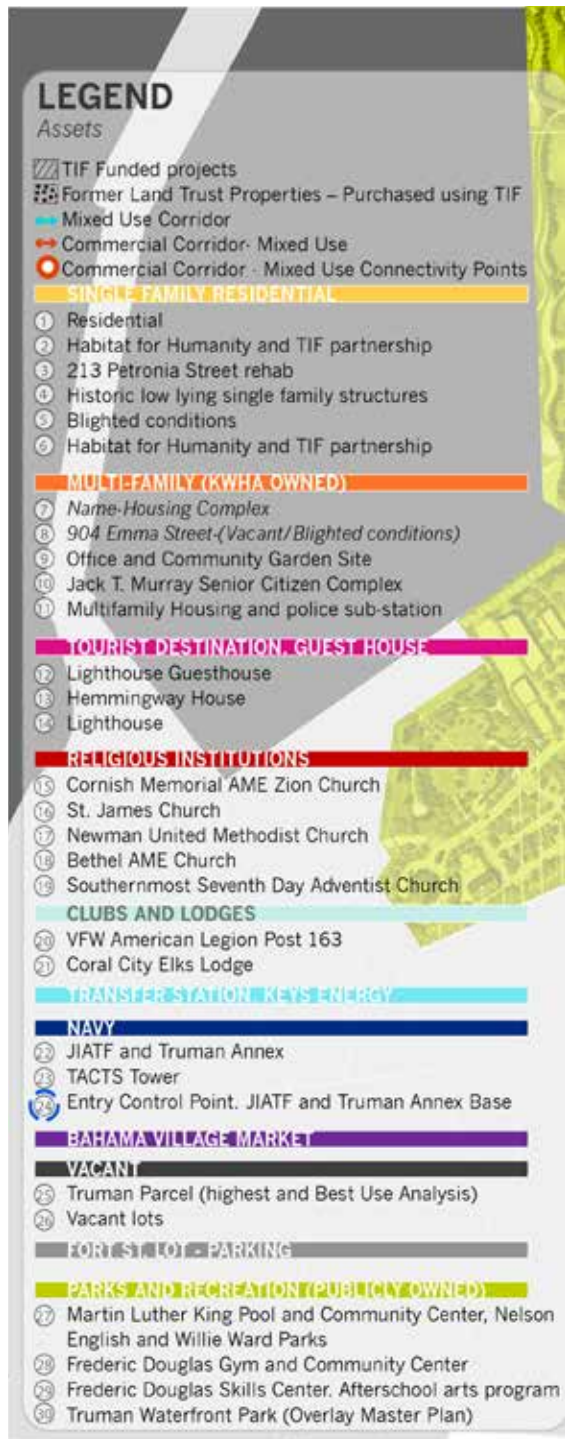 LEGEND
Assets
TIF Funded projects
Former Land Trust Properties – Purchased using TIF
Mixed Use Corridor
Commercial Corridor- Mixed Use
Commercial Corridor - Mixed Use Connectivity Points
SINGLE FAMILY RESIDENTIAL
1 Residential
2 Habitat for Humanity and TIF partnership
3 213 Petronia Street rehab
4 Historic low lying single family structures
5 Blighted conditions
6 Habitat for Humanity and TIF partnership
MULTI-FAMILY (KWHA OWNED)
7 Name-Housing Complex
8 904 Emma Street-(Vacant/Blighted conditions)
9 Office and Community Garden Site
10 Jack T. Murray Senior Citizen Complex
11 Multifamily Housing and police sub-station
TOURIST DESTINATION, GUEST HOUSE
12 Lighthouse Guesthouse
13 Hemmingway House
14 Lighthouse
RELIGIOUS INSTITUTIONS
15 Cornish Memorial AME Zion Church
16 St. James Church
17 Newman United Methodist Church
18 Bethel AME Church
19 Southernmost Seventh Day Adventist Church
CLUBS AND LODGES
20 VFW American Legion Post 163
21 Coral City Elks Lodge
TRANSFER STATION, KEYS ENERGY
NAVY
22 JIATF and Truman Annex
23 TACTS Tower
24 Entry Control Point. JIATF and Truman Annex Base
BAHAMA VILLAGE MARKET
VACANT
25 Truman Parcel (highest and Best Use Analysis)
26 Vacant lots
FORT ST. LOT - PARKING
PARKS AND RECREATION (PUBLICLY OWNED)
27 Martin Luther King Pool and Community Center, Nelson
English and Willie Ward Parks
28 Frederic Douglas Gym and Community Center
29 Frederic Douglas Skills Center. Afterschool arts program
30 Truman Waterfront Park (Overlay Master Plan)